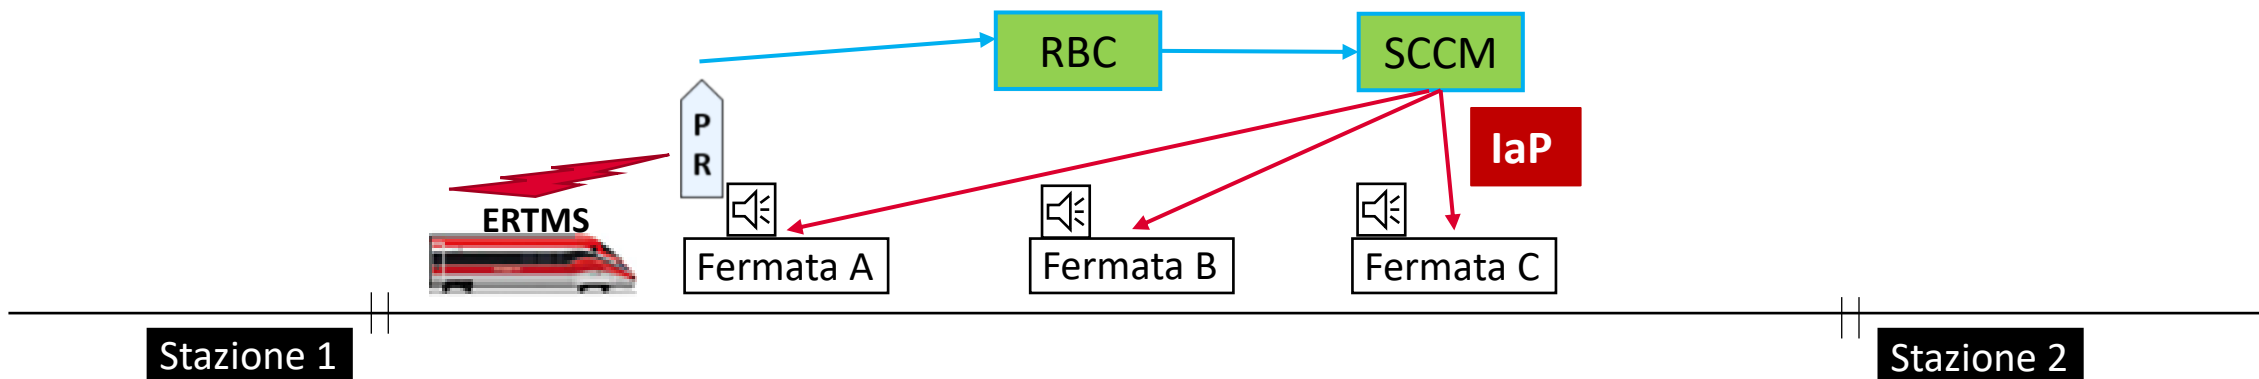 RBC
SCCM
P
R
IaP
ERTMS
Fermata A
Fermata B
Fermata C
Stazione 1
Stazione 2